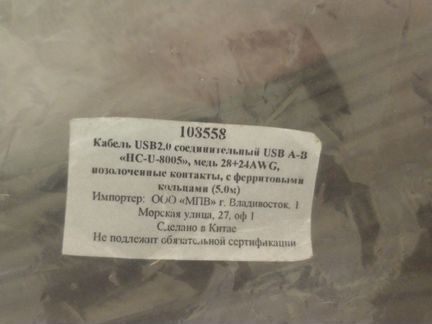 108558
Кабель USB2.0 соединительный USB A-B
«HC-U-8005», медь 28+24AWG,
позолоченные контакты, с ферритовыми
кольцами (5.0м)
Импортер: ООО «МПВ» г. Владивосток, 1
Морская улица, 27, оф 1
Сделано в Китае
Не подлежит обязательной сертификации